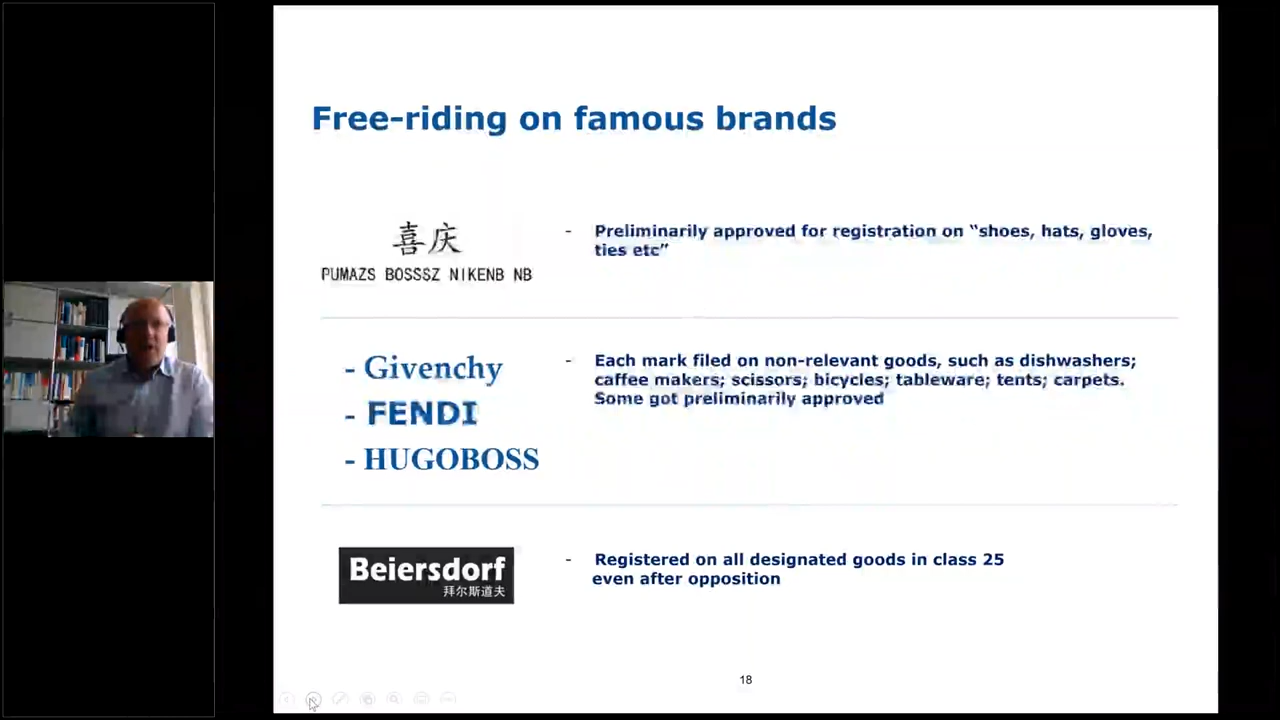 Free-riding on famous brands
喜庆
PUMAZS BOSSSZ NIKENB NB
- Preliminarily approved for registration on “shoes, hats, gloves,
ties etc”
- Givenchy
- FENDI
- HUGOBOSS
- Each mark filed on non-relevant goods, such as dishwashers;
caffee makers; scissors; bicycles; tableware; tents; carpets.
Some got preliminarily approved
Beiersdorf
拜尔斯道夫
- Registered on all designated goods in class 25
even after opposition
18